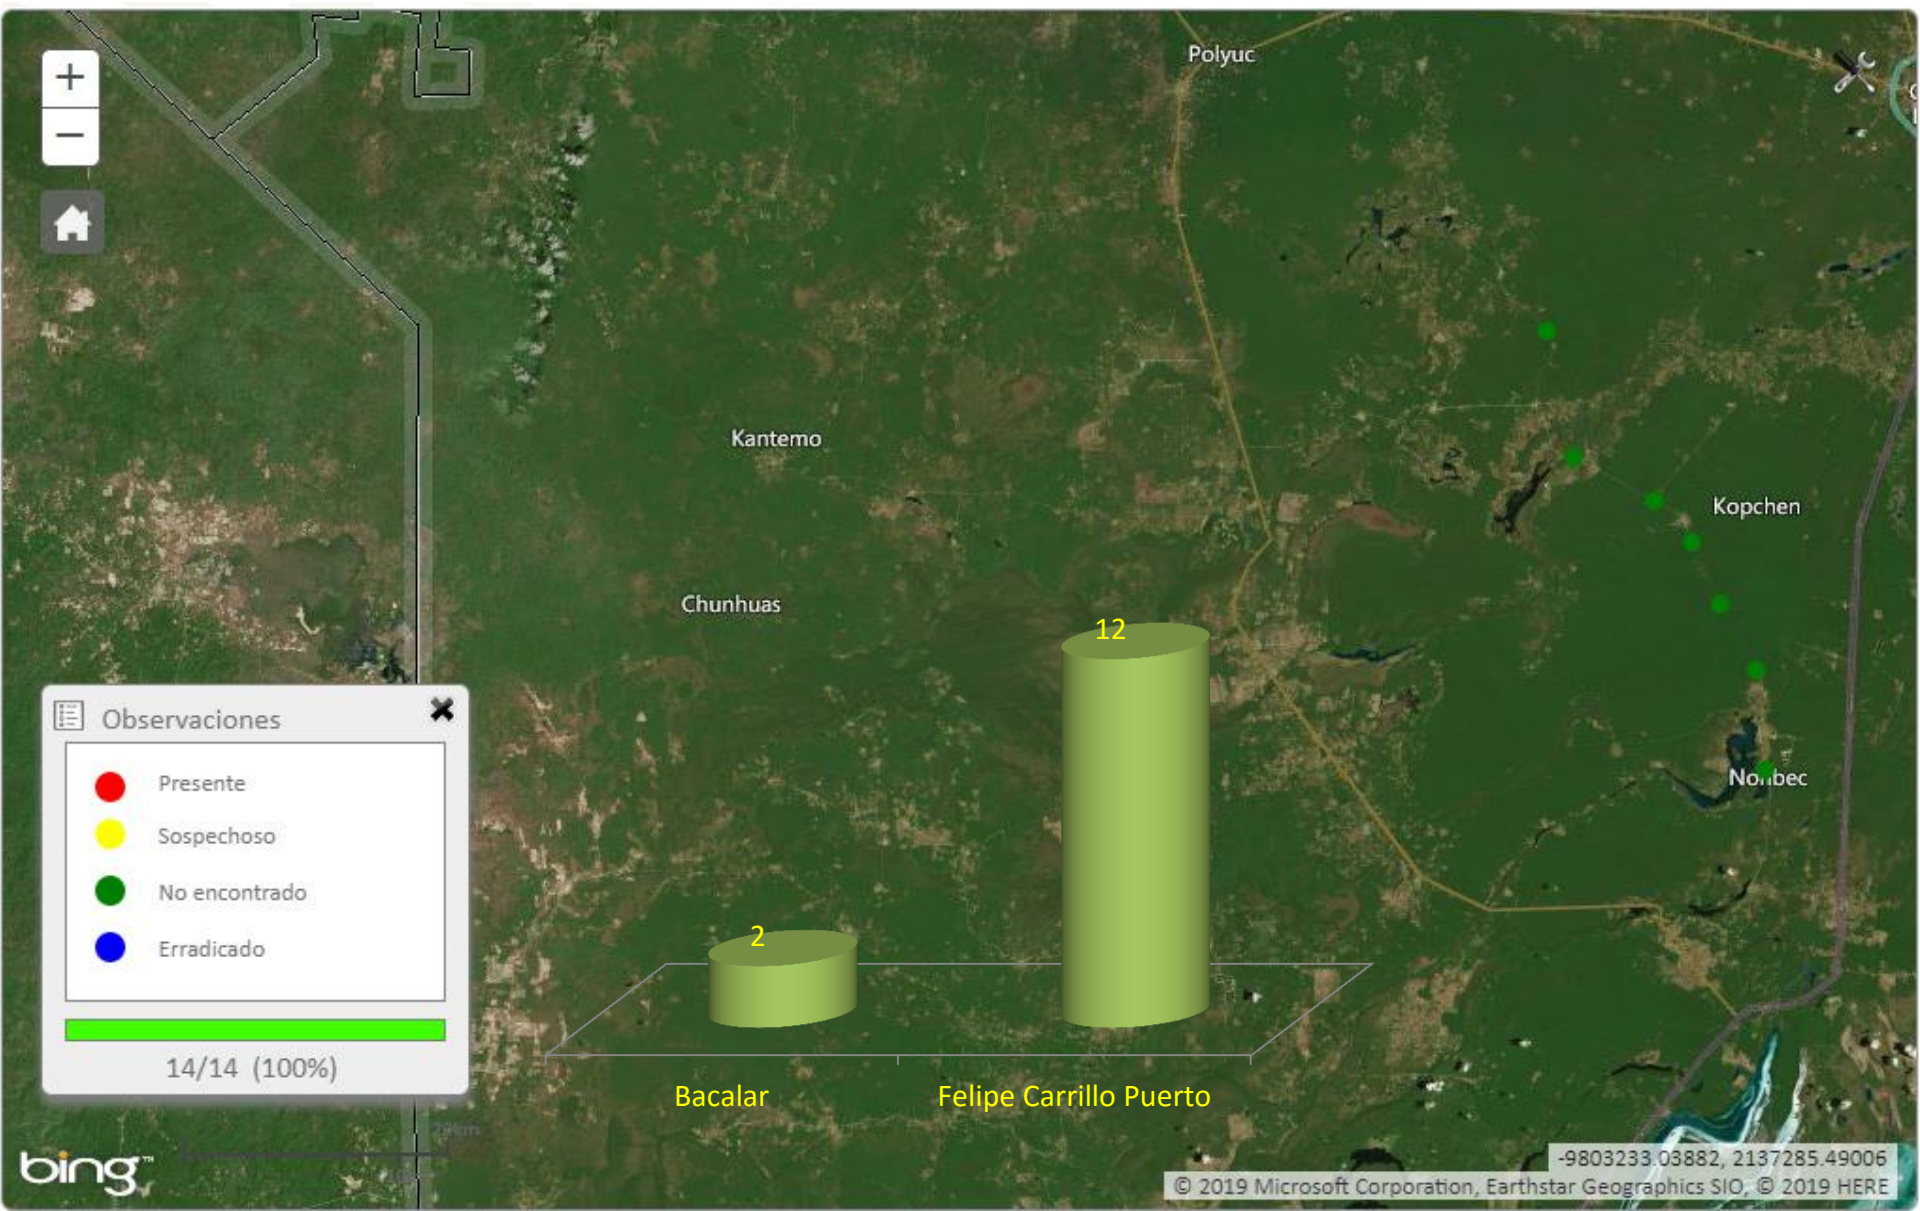 Polyuc
Kantemo
Kopchen
Chunhuas
12
Observaciones
Presente
Nohbec
Sospechoso
No encontrado
2
Erradicado
14/14 (100%)
Bacalar
Felipe Carrillo Puerto
bing™
-9803233.03882, 2137285.49006
© 2019 Microsoft Corporation, Earthstar Geographics SIO, © 2019 HERE